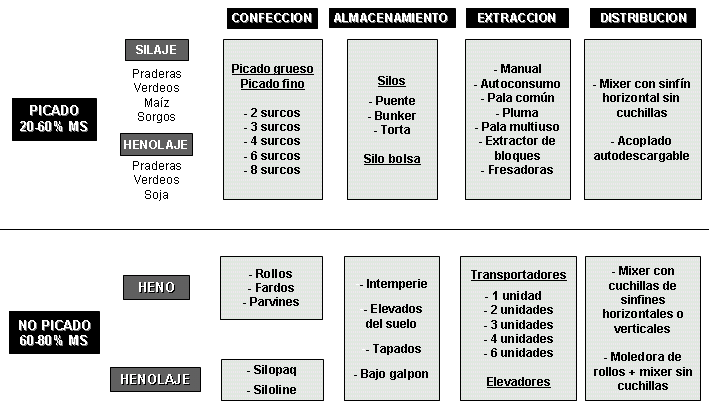 CONFECCION
ALMACENAMIENTO
EXTRACCION
DISTRIBUCION
PICADO
20-60% MS
SILAJE
Praderas
Verdeos
Maíz
Sorgos
HENOLAJE
Praderas
Verdeos
Soja
Picado grueso
Picado fino
- 2 surcos
- 3 surcos
- 4 surcos
- 6 surcos
- 8 surcos
Silos
- Puente
- Bunker
- Torta
Silo bolsa
- Manual
- Autoconsumo
- Pala común
- Pluma
- Pala multiuso
- Extractor de
bloques
- Fresadoras
- Mixer con sinfín
horizontal sin
cuchillas
- Acoplado
autodescargable
NO PICADO
60-80% MS
HENO
HENOLAJE
- Rollos
- Fardos
- Parvines
- Silopaq
- Siloline
- Intemperie
- Elevados
del suelo
- Tapados
- Bajo galpon
Transportadores
- 1 unidad
- 2 unidades
- 3 unidades
- 4 unidades
- 6 unidades
Elevadores
- Mixer con
cuchillas de
sinfines
horizontales o
verticales
- Moledora de
rollos + mixer sin
cuchillas